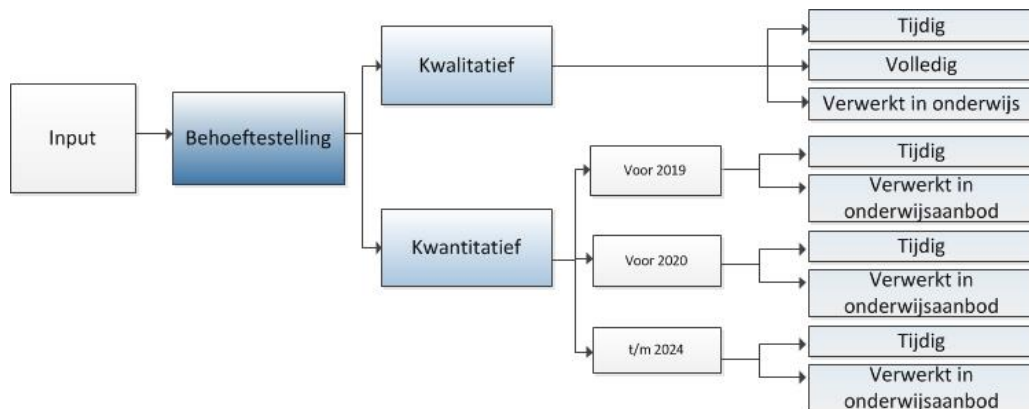 Input
Behoeftestelling
Kwalitatief
Tijdig
Volledig
Verwerkt in onderwijs
Kwantitatief
Voor 2019
Tijdig
Verwerkt in
onderwijsaanbod
Voor 2020
Tijdig
Verwerkt in
onderwijsaanbod
t/m 2024
Tijdig
Verwerkt in
onderwijsaanbod